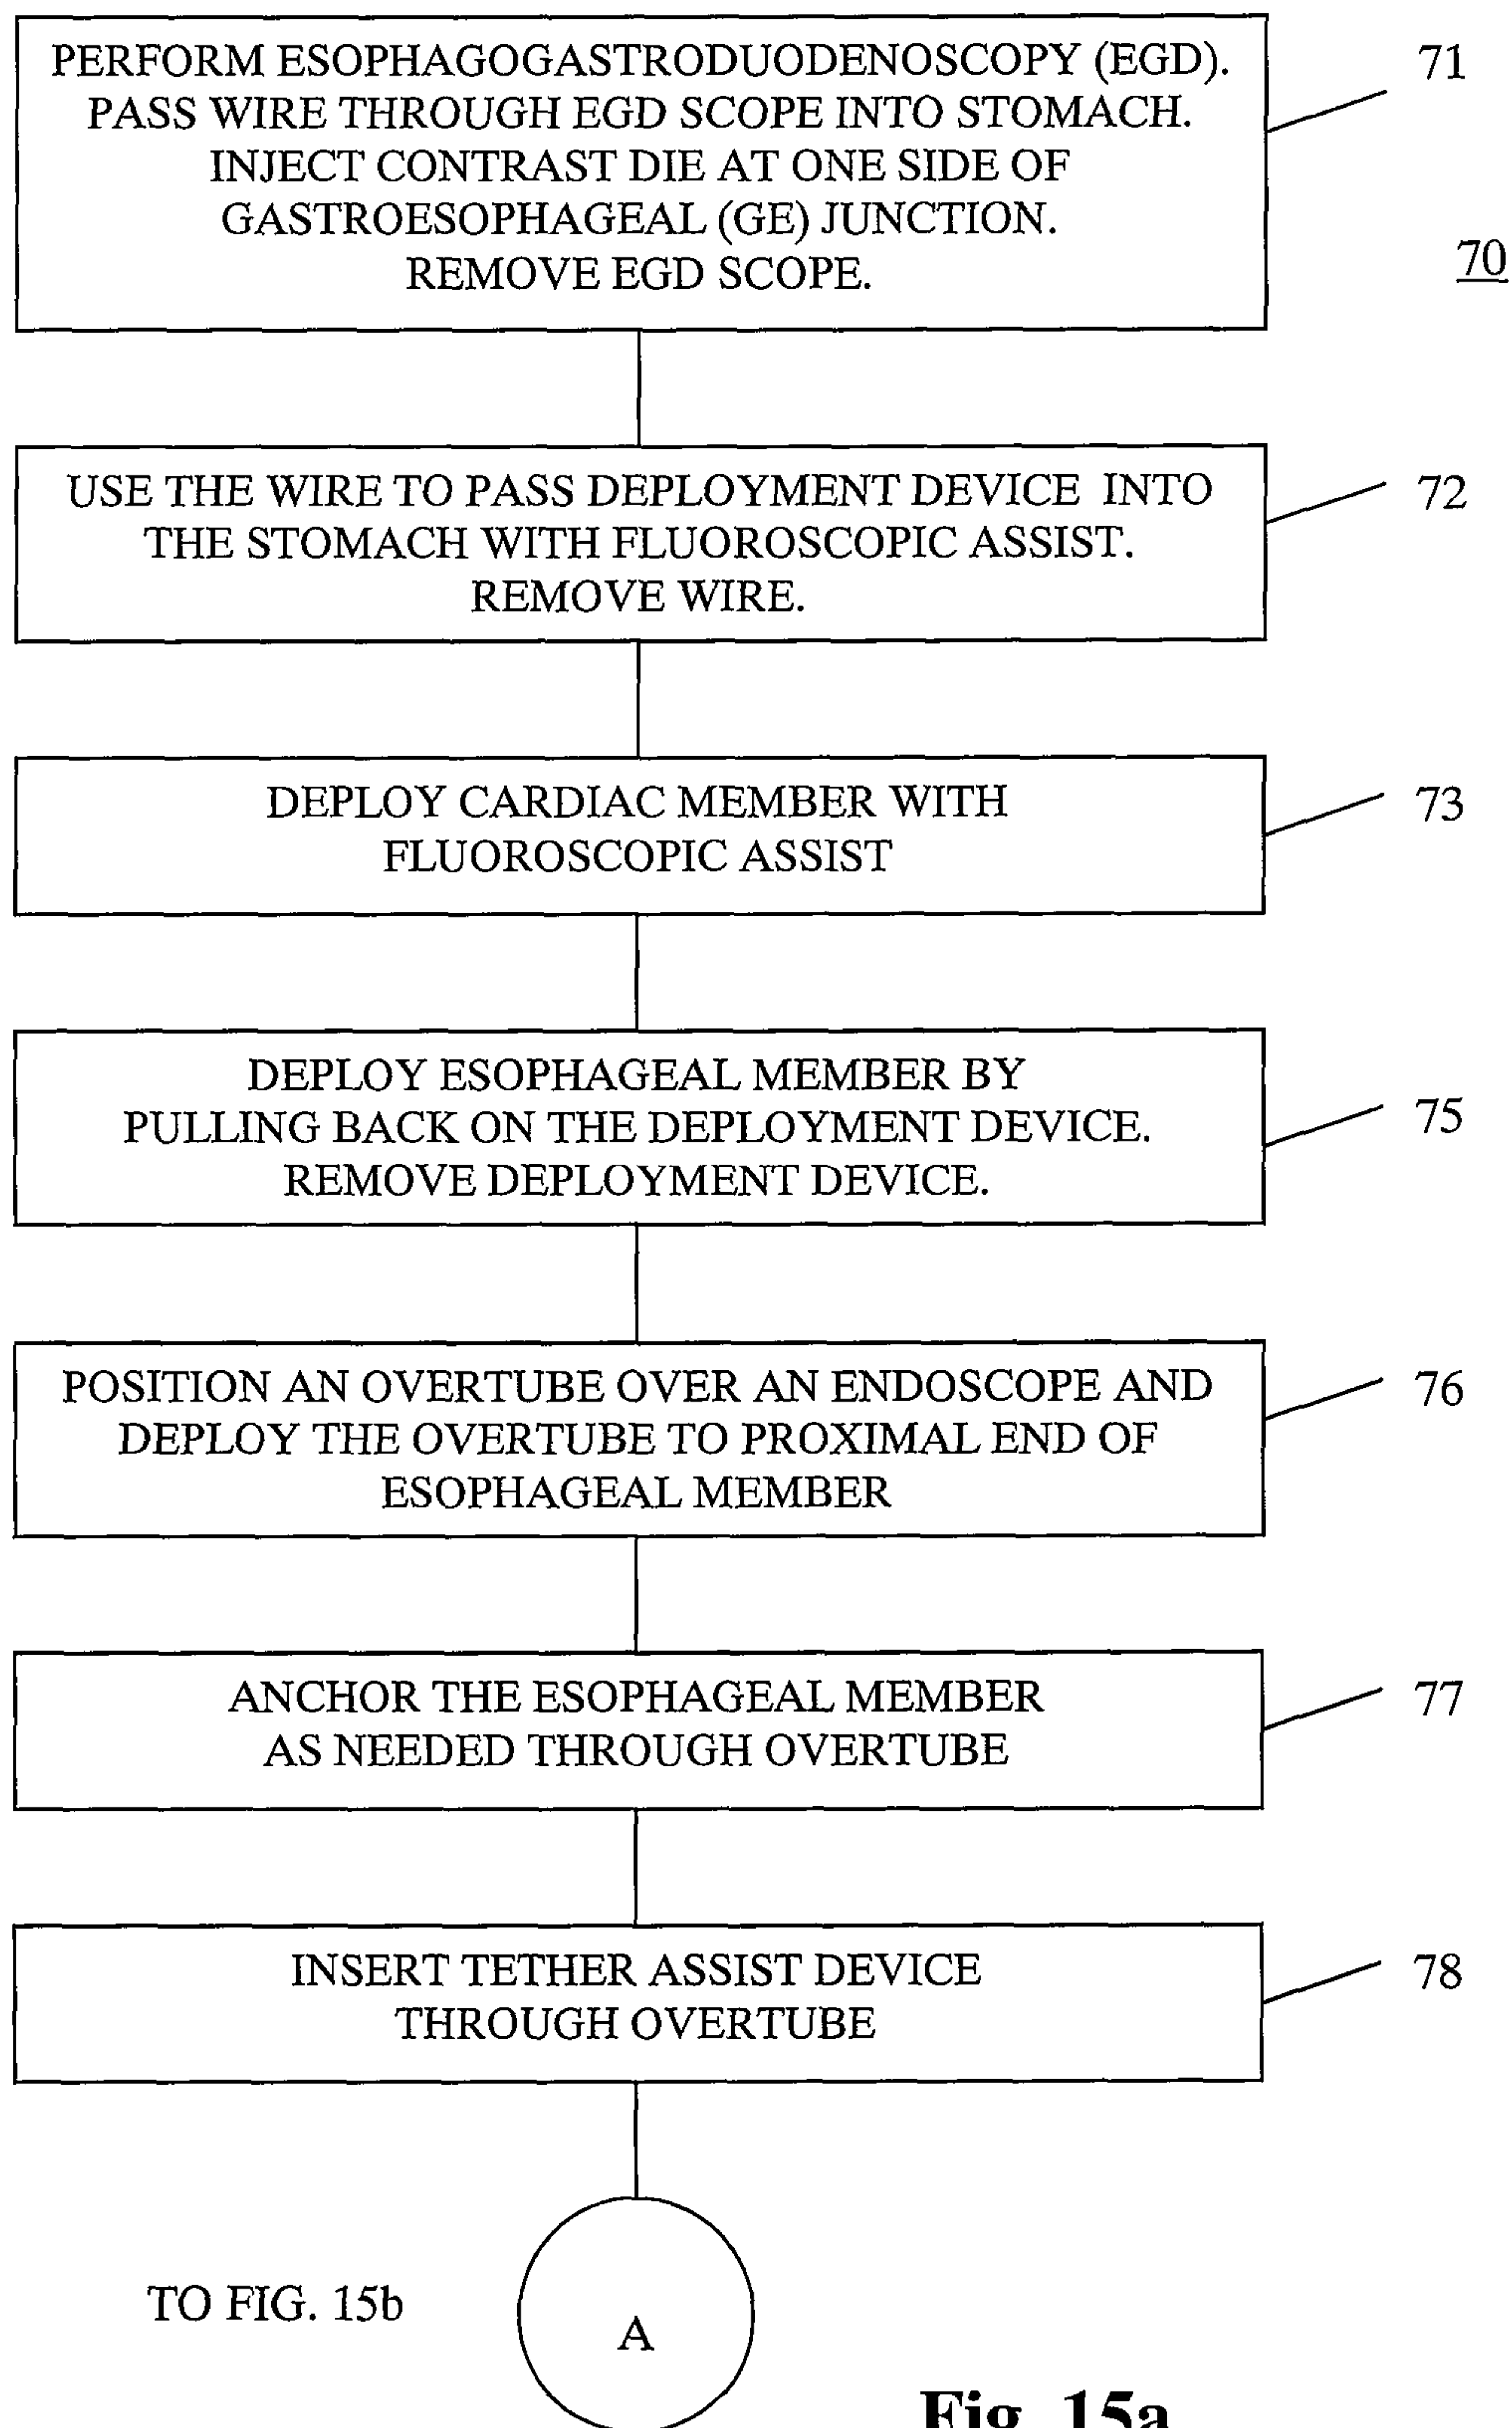 PERFORM ESOPHAGOGASTRODUODENOSCOPY (EGD).
PASS WIRE THROUGH EGD SCOPE INTO STOMACH.
INJECT CONTRAST DIE AT ONE SIDE OF
GASTROESOPHAGEAL (GE) JUNCTION.
REMOVE EGD SCOPE.
71
70
USE THE WIRE TO PASS DEPLOYMENT DEVICE INTO
THE STOMACH WITH FLUOROSCOPIC ASSIST.
REMOVE WIRE.
72
DEPLOY CARDIAC MEMBER WITH
FLUOROSCOPIC ASSIST
73
DEPLOY ESOPHAGEAL MEMBER BY
PULLING BACK ON THE DEPLOYMENT DEVICE.
REMOVE DEPLOYMENT DEVICE.
75
POSITION AN OVERTUBE OVER AN ENDOSCOPE AND
DEPLOY THE OVERTUBE TO PROXIMAL END OF
ESOPHAGEAL MEMBER
76
ANCHOR THE ESOPHAGEAL MEMBER
AS NEEDED THROUGH OVERTUBE
77
INSERT TETHER ASSIST DEVICE
THROUGH OVERTUBE
78
TO FIG. 15b
A
Fig. 15a